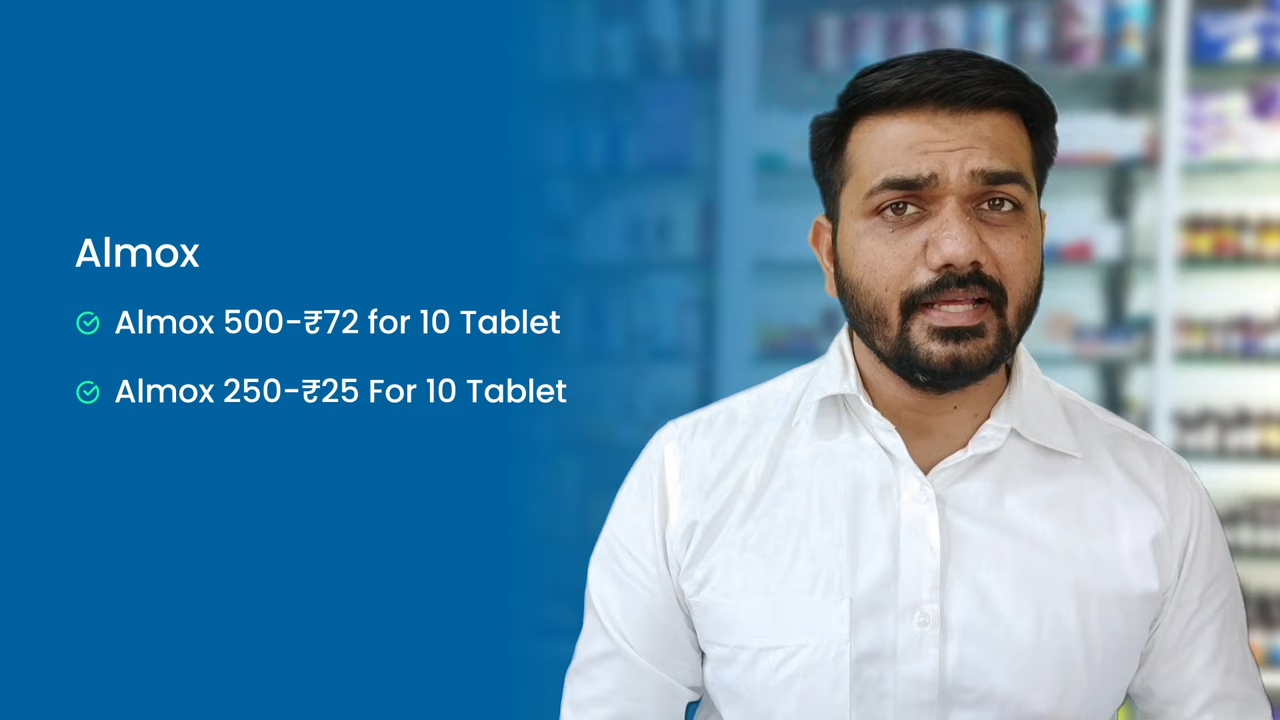 Almox
Almox 500-₹72 for 10 Tablet
Almox 250-₹25 For 10 Tablet